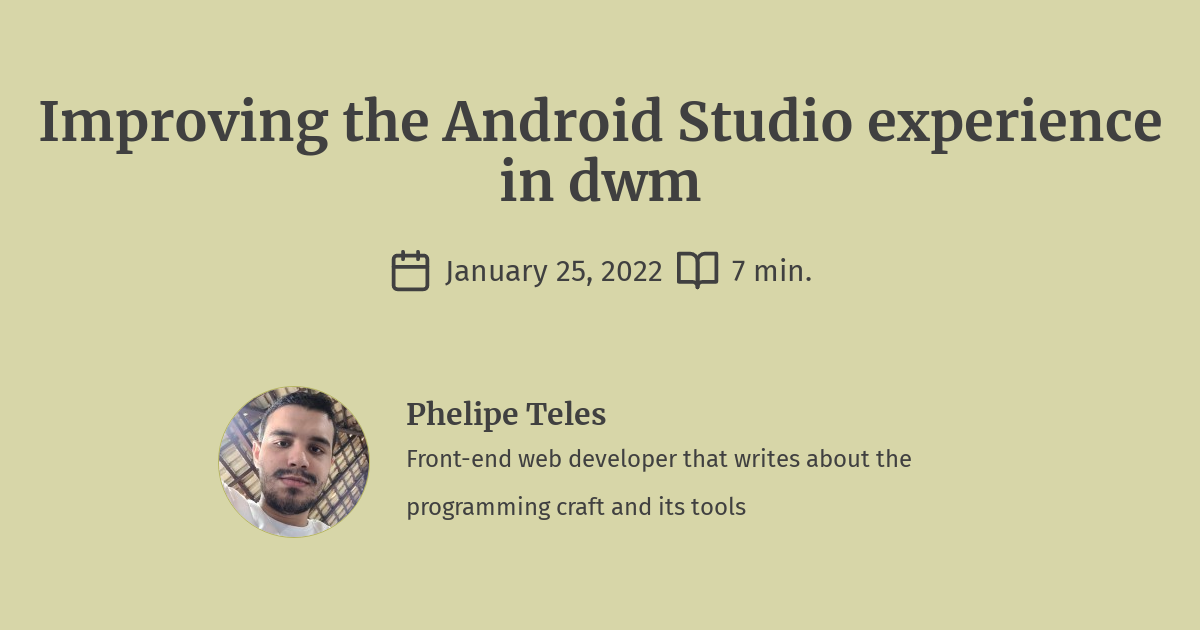 Improving the Android Studio experience
in dwm
January 25, 2022 7 min.
Phelipe Teles
Front-end web developer that writes about the
programming craft and its tools